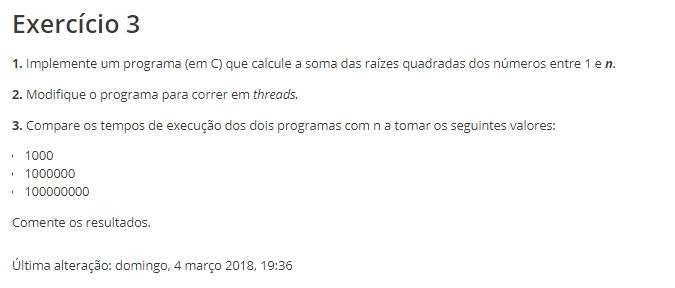 Exercício 3
1. Implemente um programa (em C) que calcule a soma das raízes quadradas dos números entre 1 e n.
2. Modifique o programa para correr em threads.
3. Compare os tempos de execução dos dois programas com n a tomar os seguintes valores:
1000
1000000
100000000
Comente os resultados.
Última alteração: domingo, 4 março 2018, 19:36